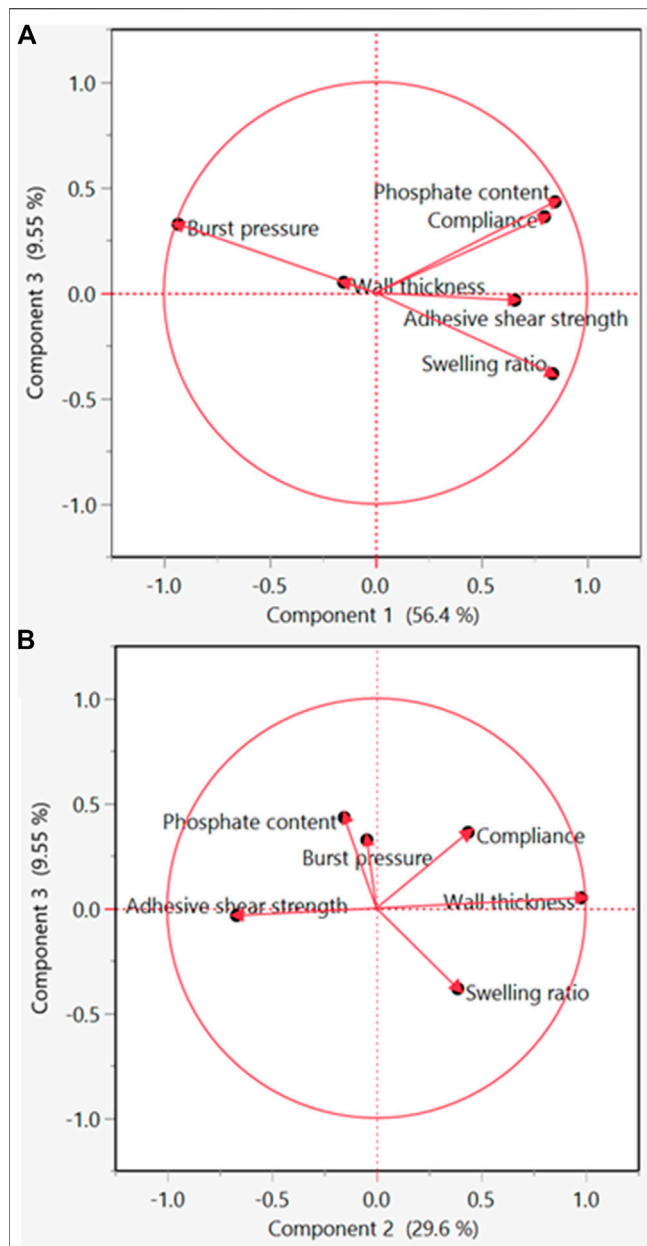 A
1.0
0.5
0.0
-0.5
-1.0
Component 3 (9.55 %)
Phosphate content
Compliance
Burst pressure
Wall thickness
Adhesive shear strength
Swelling ratio
-1.0 -0.5 0.0 0.5 1.0
Component 1 (56.4 %)
B
1.0
0.5
0.0
-0.5
-1.0
Component 3 (9.55 %)
Phosphate content
Compliance
Burst pressure
Wall thickness
Adhesive shear strength
Swelling ratio
-1.0 -0.5 0.0 0.5 1.0
Component 2 (29.6 %)